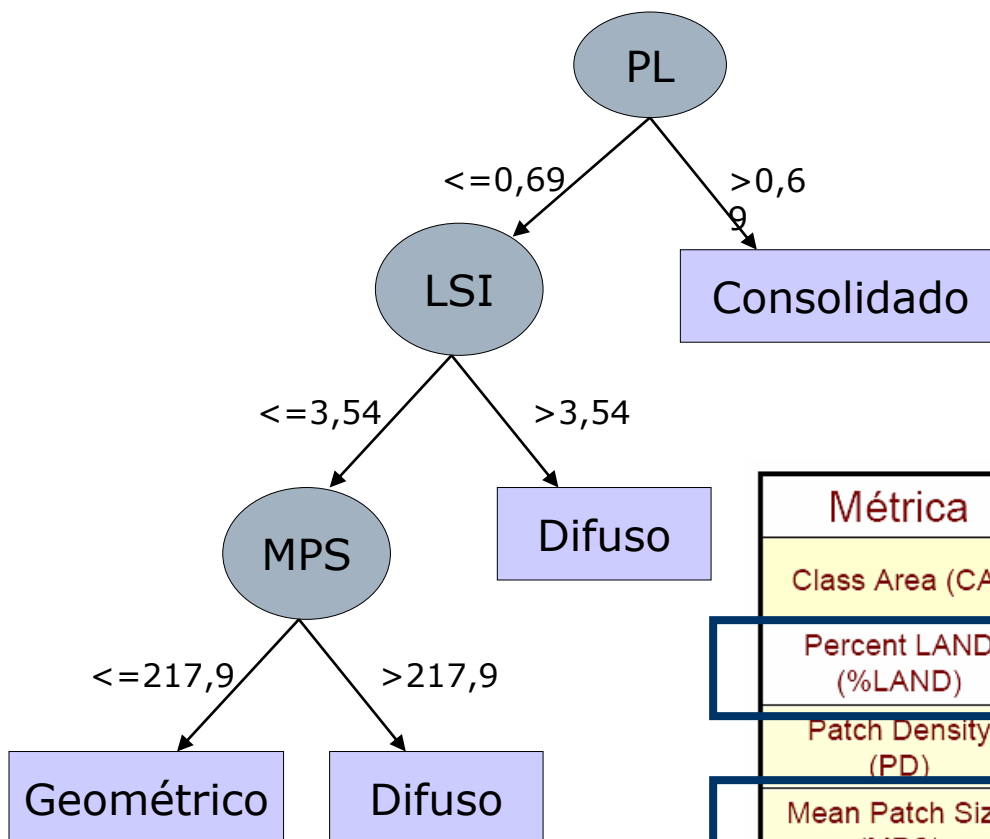 PL
<=0,69
>0,6
9
LSI
Consolidado
<=3,54
>3,54
MPS
Difuso
<=217,9
>217,9
Geométrico
Difuso
Métrica
Class Area (CA
Percent LAND
(%LAND)
Patch Density
(PD)
Mean Patch Siz